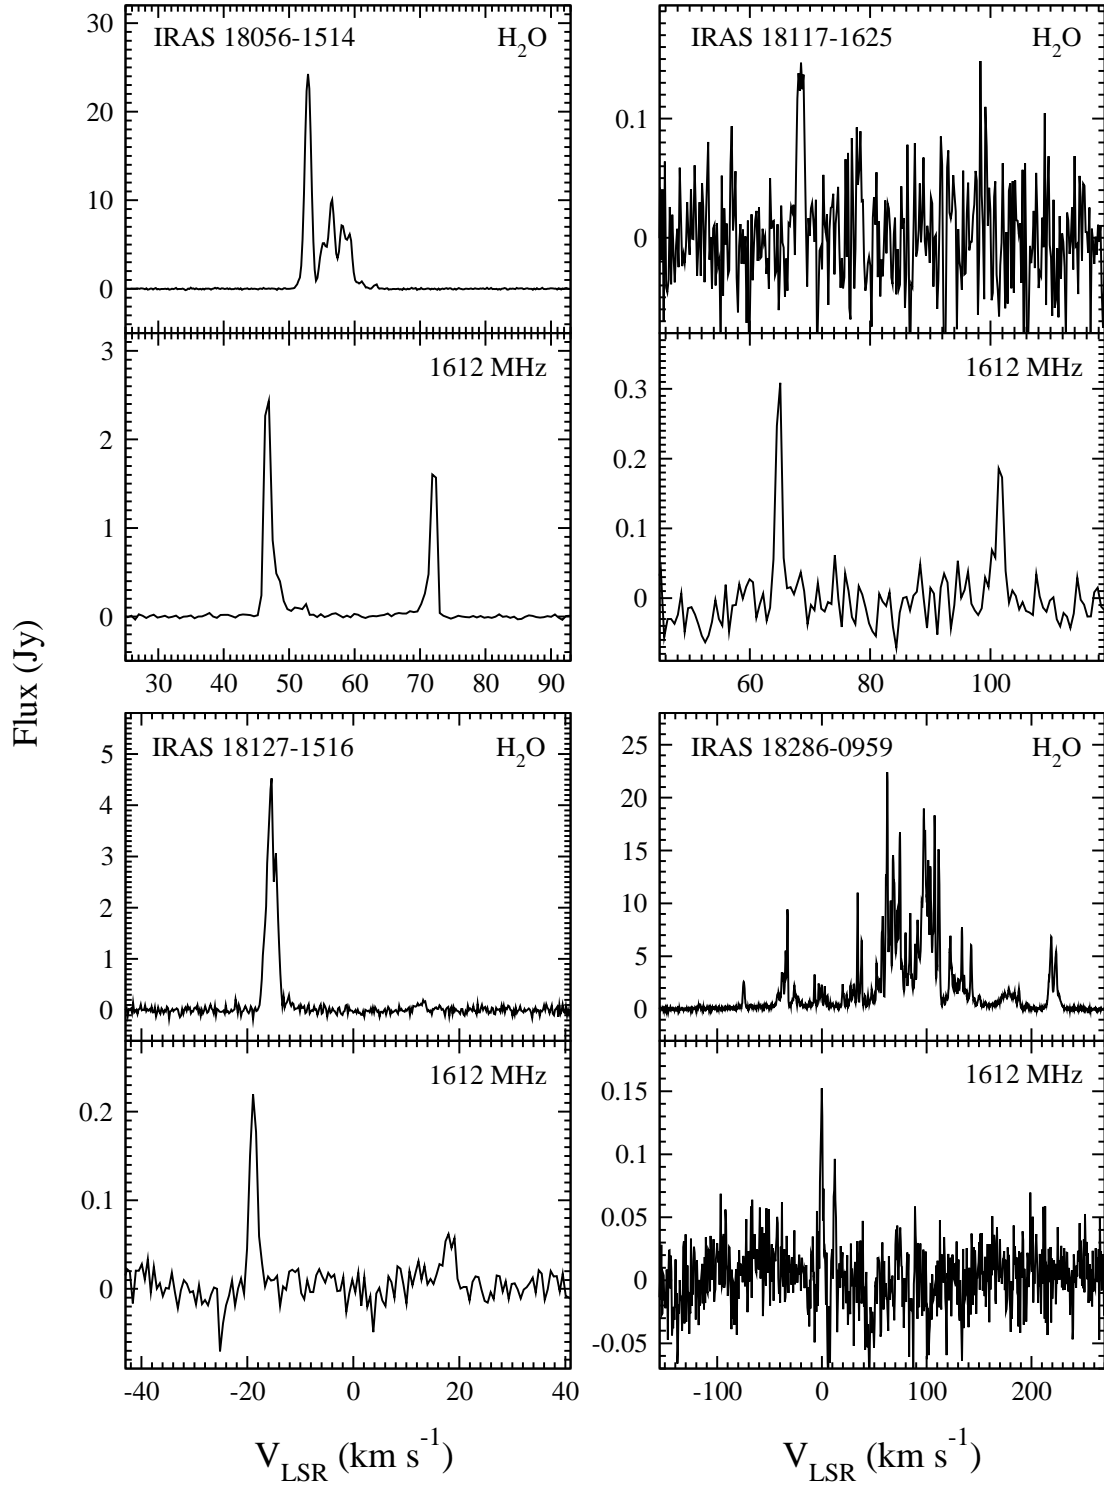 IRAS 18056-1514 H₂O
30
20
10
0
IRAS 18117-1625 H₂O
0.1
0
1612 MHz
3
2
1
0
30 40 50 60 70 80 90
1612 MHz
0.3
0.2
0.1
0
60 80 100
Flux (Jy)
IRAS 18127-1516 H₂O
5
4
3
2
1
0
IRAS 18286-0959 H₂O
25
20
15
10
5
0
1612 MHz
0.2
0.1
0
-40 -20 0 20 40
1612 MHz
0.15
0.1
0.05
0
-0.05
-100 0 100 200
V_LSR (km s⁻¹)
V_LSR (km s⁻¹)